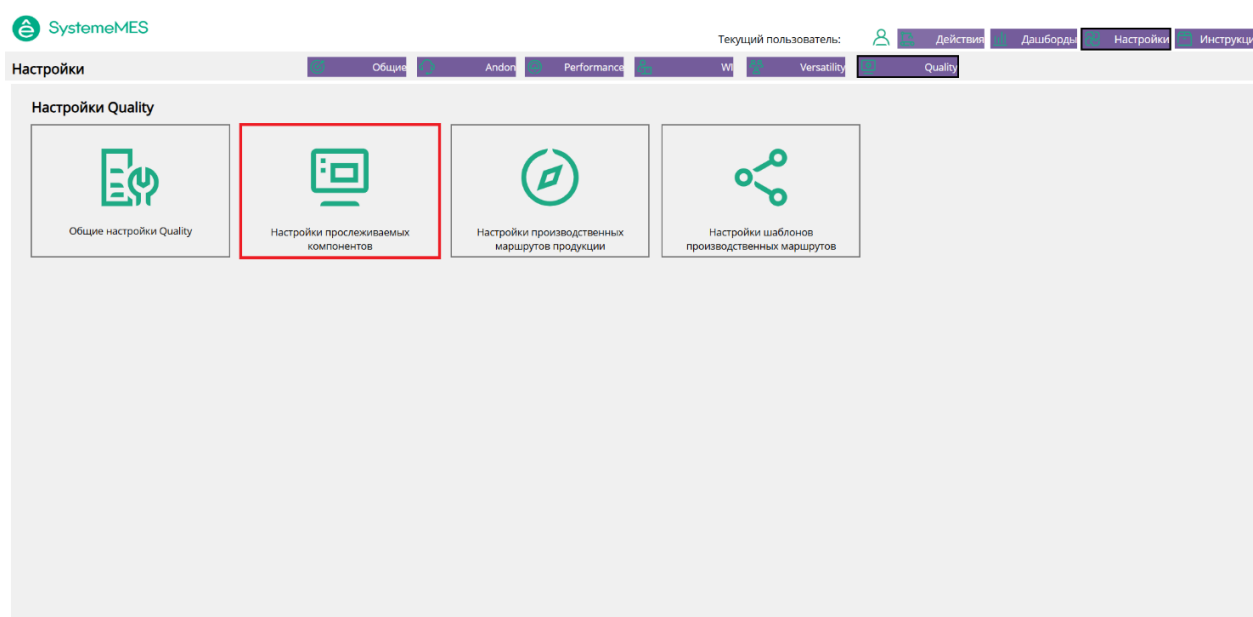 SystemeMES
Текущий пользователь:
Действия
Дашборды
Настройки
Инструкци
Настройки
Общие
Andon
Performance
WI
Versatility
Quality
Настройки Quality
Общие настройки Quality
Настройки прослеживаемых
компонентов
Настройки производственных
маршрутов продукции
Настройки шаблонов
производственных маршрутов